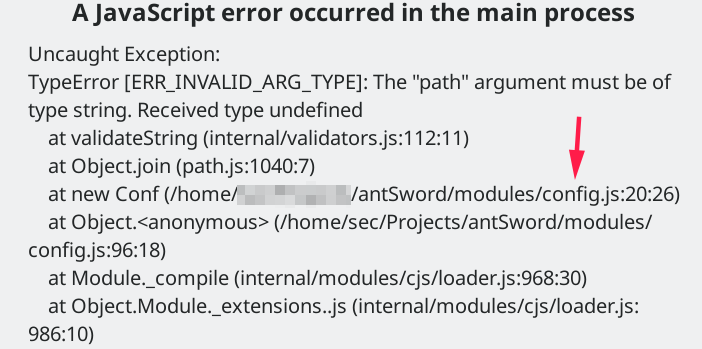 A JavaScript error occurred in the main process
Uncaught Exception:
TypeError [ERR_INVALID_ARG_TYPE]: The "path" argument must be of
type string. Received type undefined
at validateString (internal/validators.js:112:11)
at Object.join (path.js:1040:7)
at new Conf (/home/ /antSword/modules/config.js:20:26)
at Object.<anonymous> (/home/sec/Projects/antSword/modules/
config.js:96:18)
at Module._compile (internal/modules/cjs/loader.js:968:30)
at Object.Module._extensions..js (internal/modules/cjs/loader.js:
986:10)